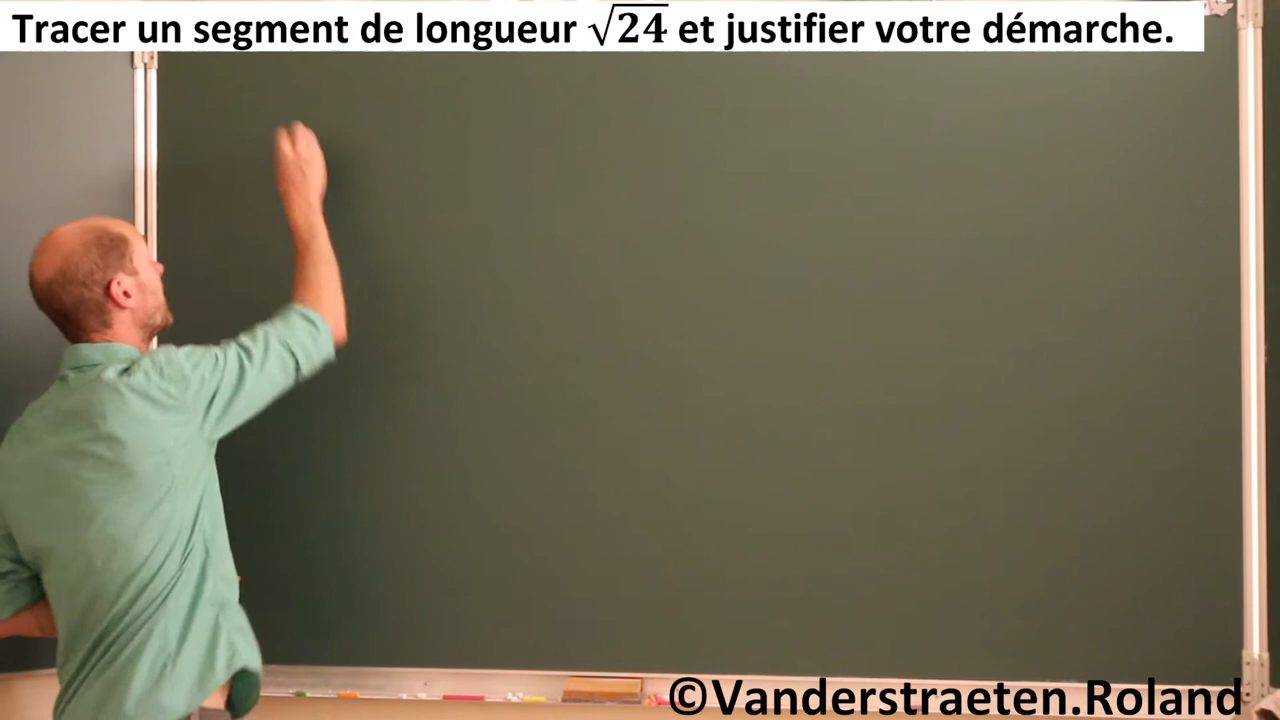 Tracer un segment de longueur √24 et justifier votre démarche.
©Vanderstraeten.Roland